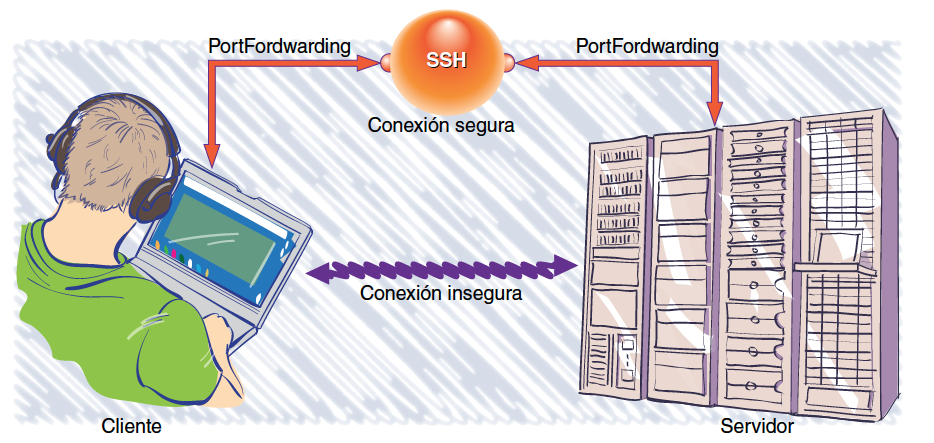 PortFordwarding
SSH
PortFordwarding
Conexión segura
Conexión insegura
Cliente
Servidor